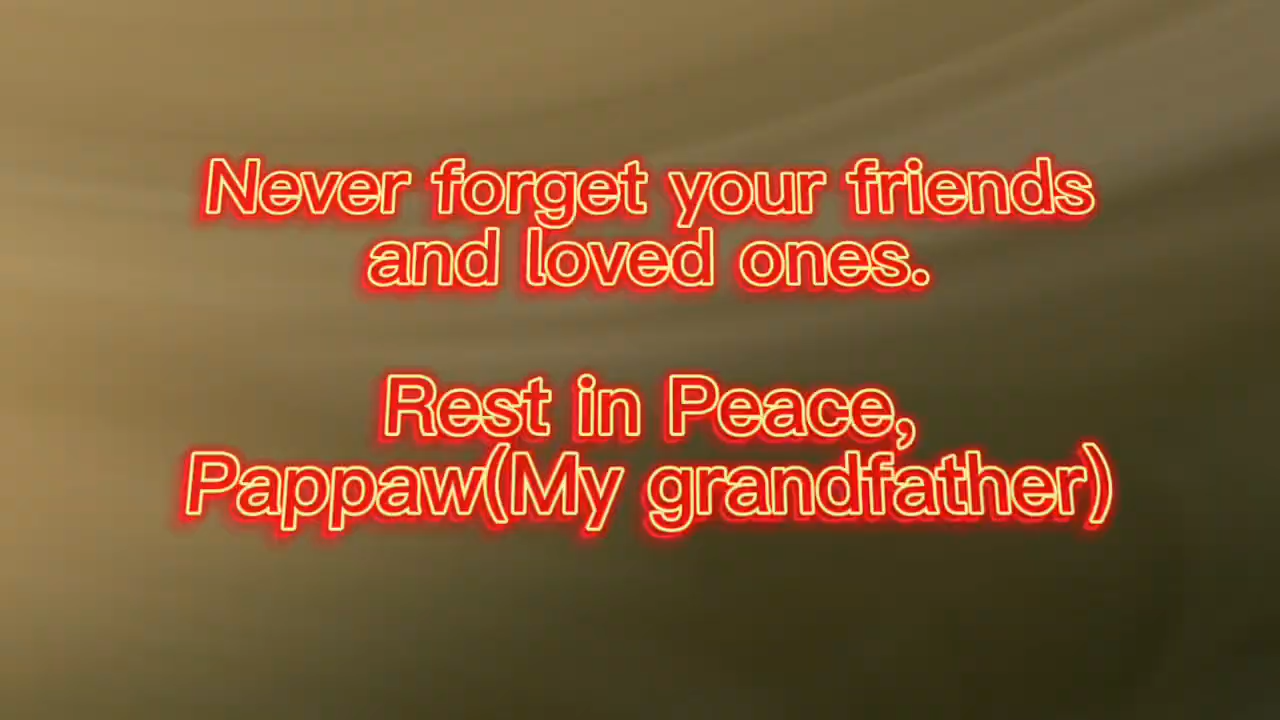 Never forget your friends
and loved ones.
Rest in Peace,
Pappaw(My grandfather)